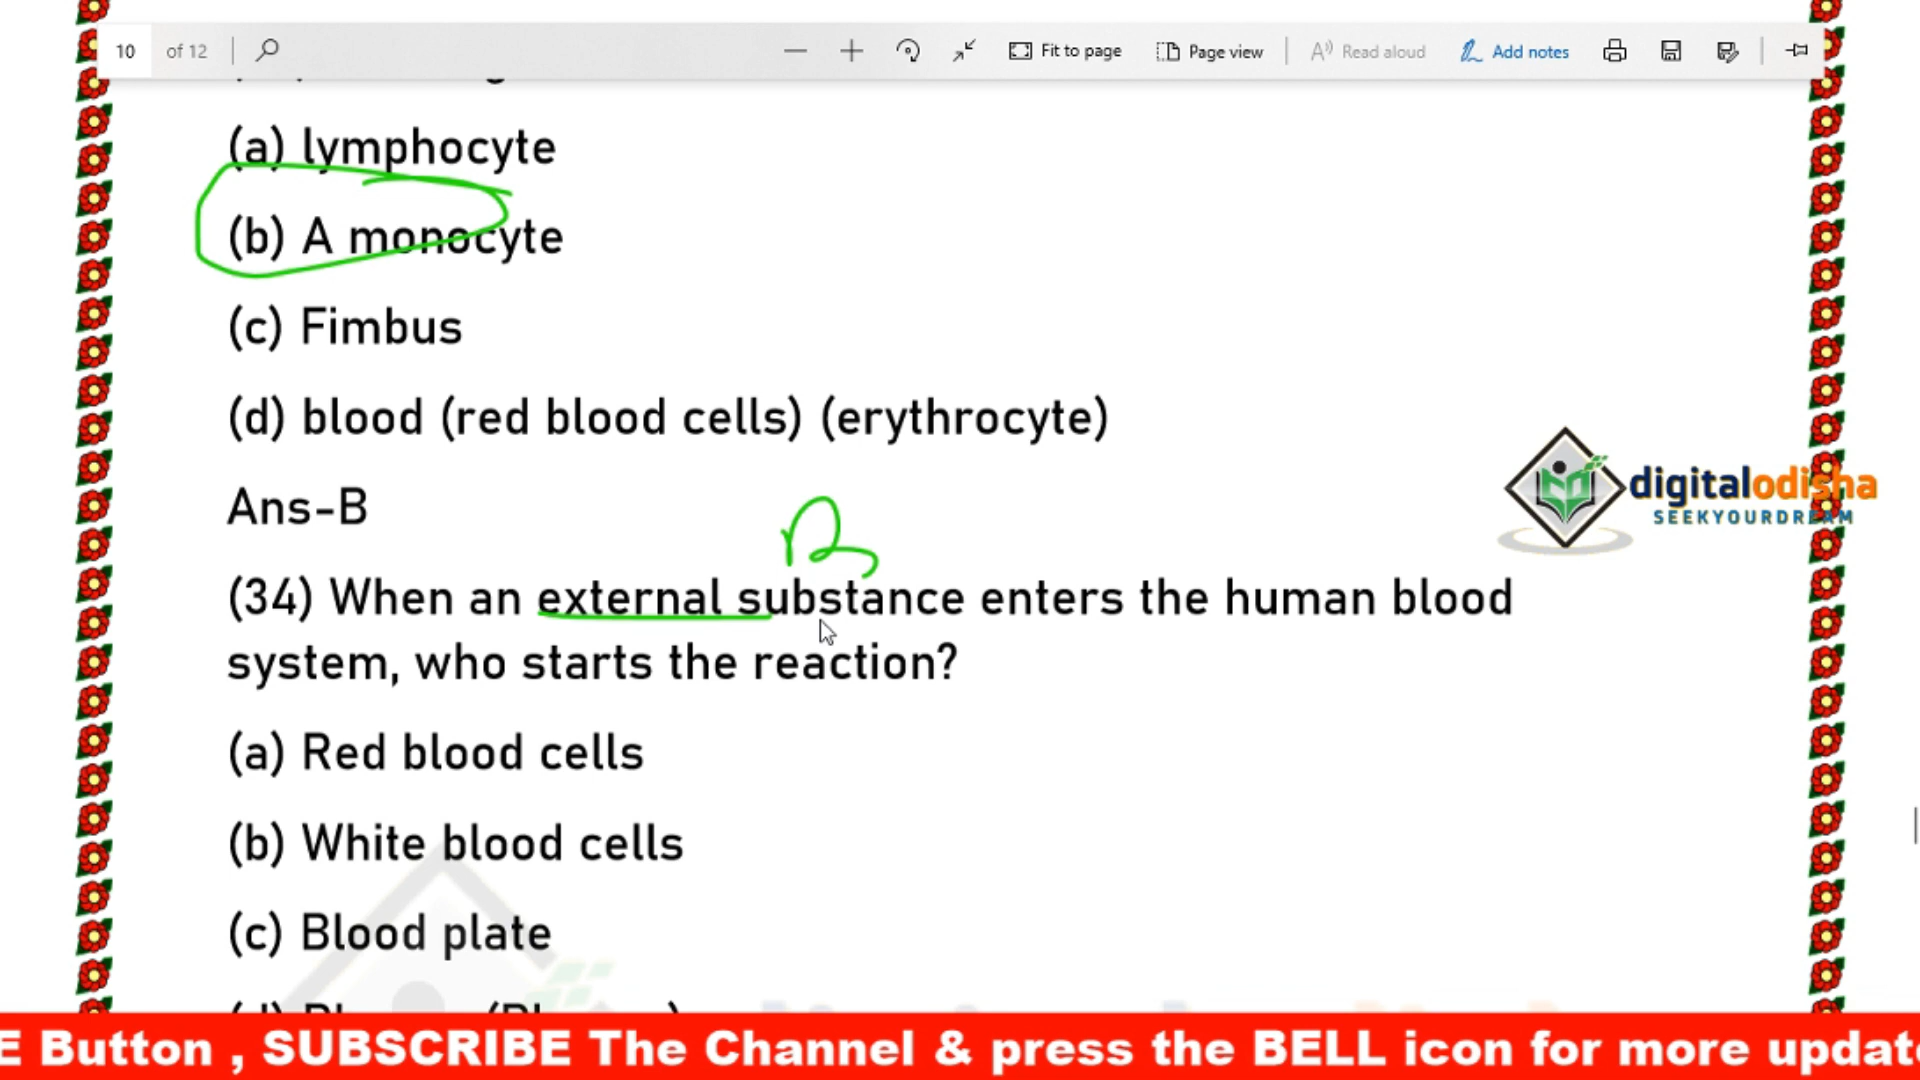 10 of 12 Fit to page Page view Read aloud Add notes
(a) lymphocyte
(b) A monocyte
(c) Fimbus
(d) blood (red blood cells) (erythrocyte)
Ans-B
digitalodisha
SEEKYOURDREAM
B
(34) When an external substance enters the human blood
system, who starts the reaction?
(a) Red blood cells
(b) White blood cells
(c) Blood plate
E Button , SUBSCRIBE The Channel & press the BELL icon for more update